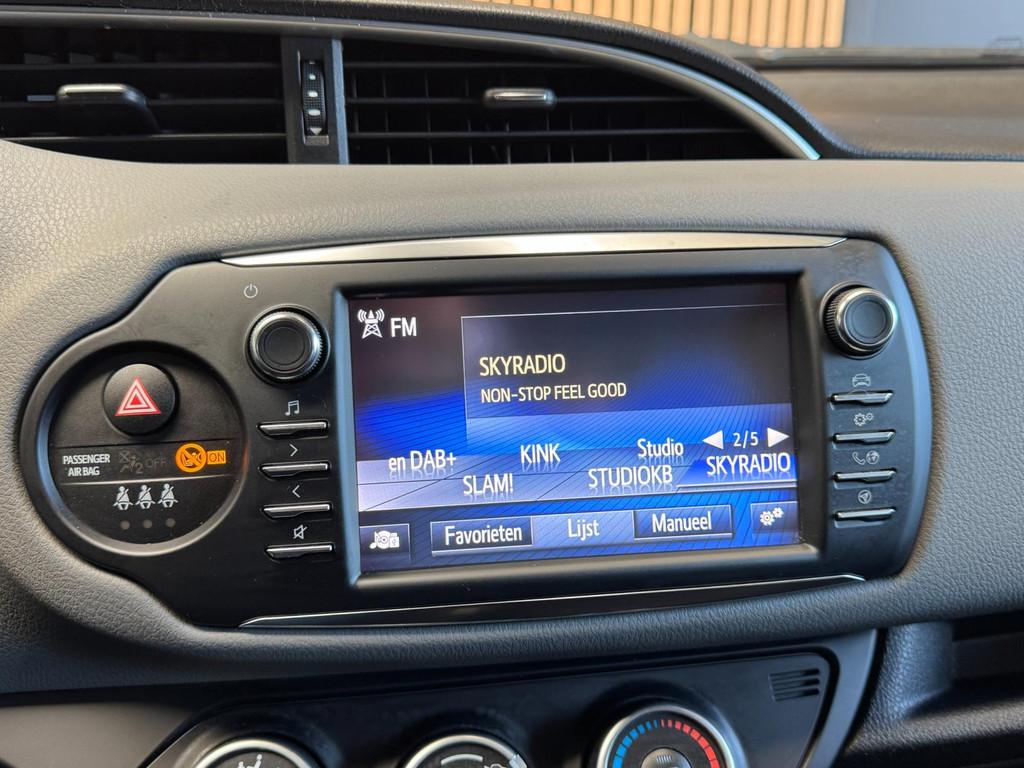 FM
SKYRADIO
NON-STOP FEEL GOOD
en DAB+
KINK
Studio
2/5
SLAM!
STUDIOKB
SKYRADIO
Favorieten
Lijst
Manueel
PASSENGER
AIR BAG
OFF
ON
2